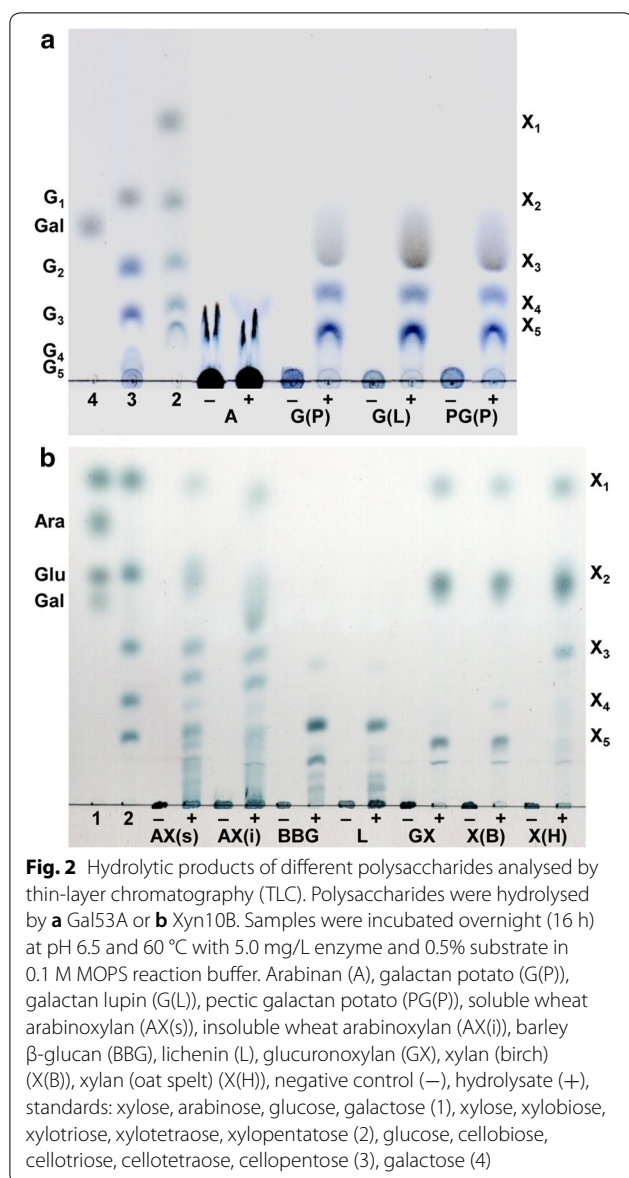 a
X₁
G₁
X₂
Gal
G₂
X₃
G₃
X₄
X₅
G₄
G₅
4 3 2 − + − + − + − +
A G(P) G(L) PG(P)
b
X₁
Ara
Glu
X₂
Gal
X₃
X₄
X₅
1 2 − + − + − + − + − + − + − +
AX(s) AX(i) BBG L GX X(B) X(H)
Fig. 2 Hydrolytic products of different polysaccharides analysed by
thin-layer chromatography (TLC). Polysaccharides were hydrolysed
by a Gal53A or b Xyn10B. Samples were incubated overnight (16 h)
at pH 6.5 and 60 °C with 5.0 mg/L enzyme and 0.5% substrate in
0.1 M MOPS reaction buffer. Arabinan (A), galactan potato (G(P)),
galactan lupin (G(L)), pectic galactan potato (PG(P)), soluble wheat
arabinoxylan (AX(s)), insoluble wheat arabinoxylan (AX(i)), barley
β-glucan (BBG), lichenin (L), glucuronoxylan (GX), xylan (birch)
(X(B)), xylan (oat spelt) (X(H)), negative control (−), hydrolysate (+),
standards: xylose, arabinose, glucose, galactose (1), xylose, xylobiose,
xylotriose, xylotetraose, xylopentatose (2), glucose, cellobiose,
cellotriose, cellotetraose, cellopentose (3), galactose (4)